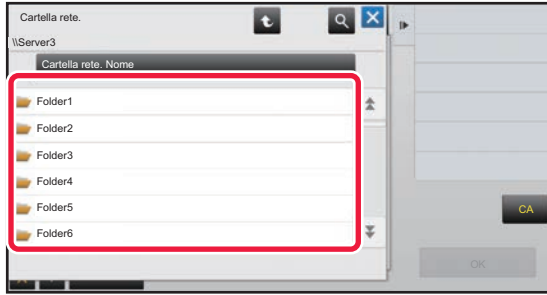 Cartella rete.
\\Server3
Cartella rete. Nome
Folder1
Folder2
Folder3
Folder4
Folder5
Folder6
CA
OK